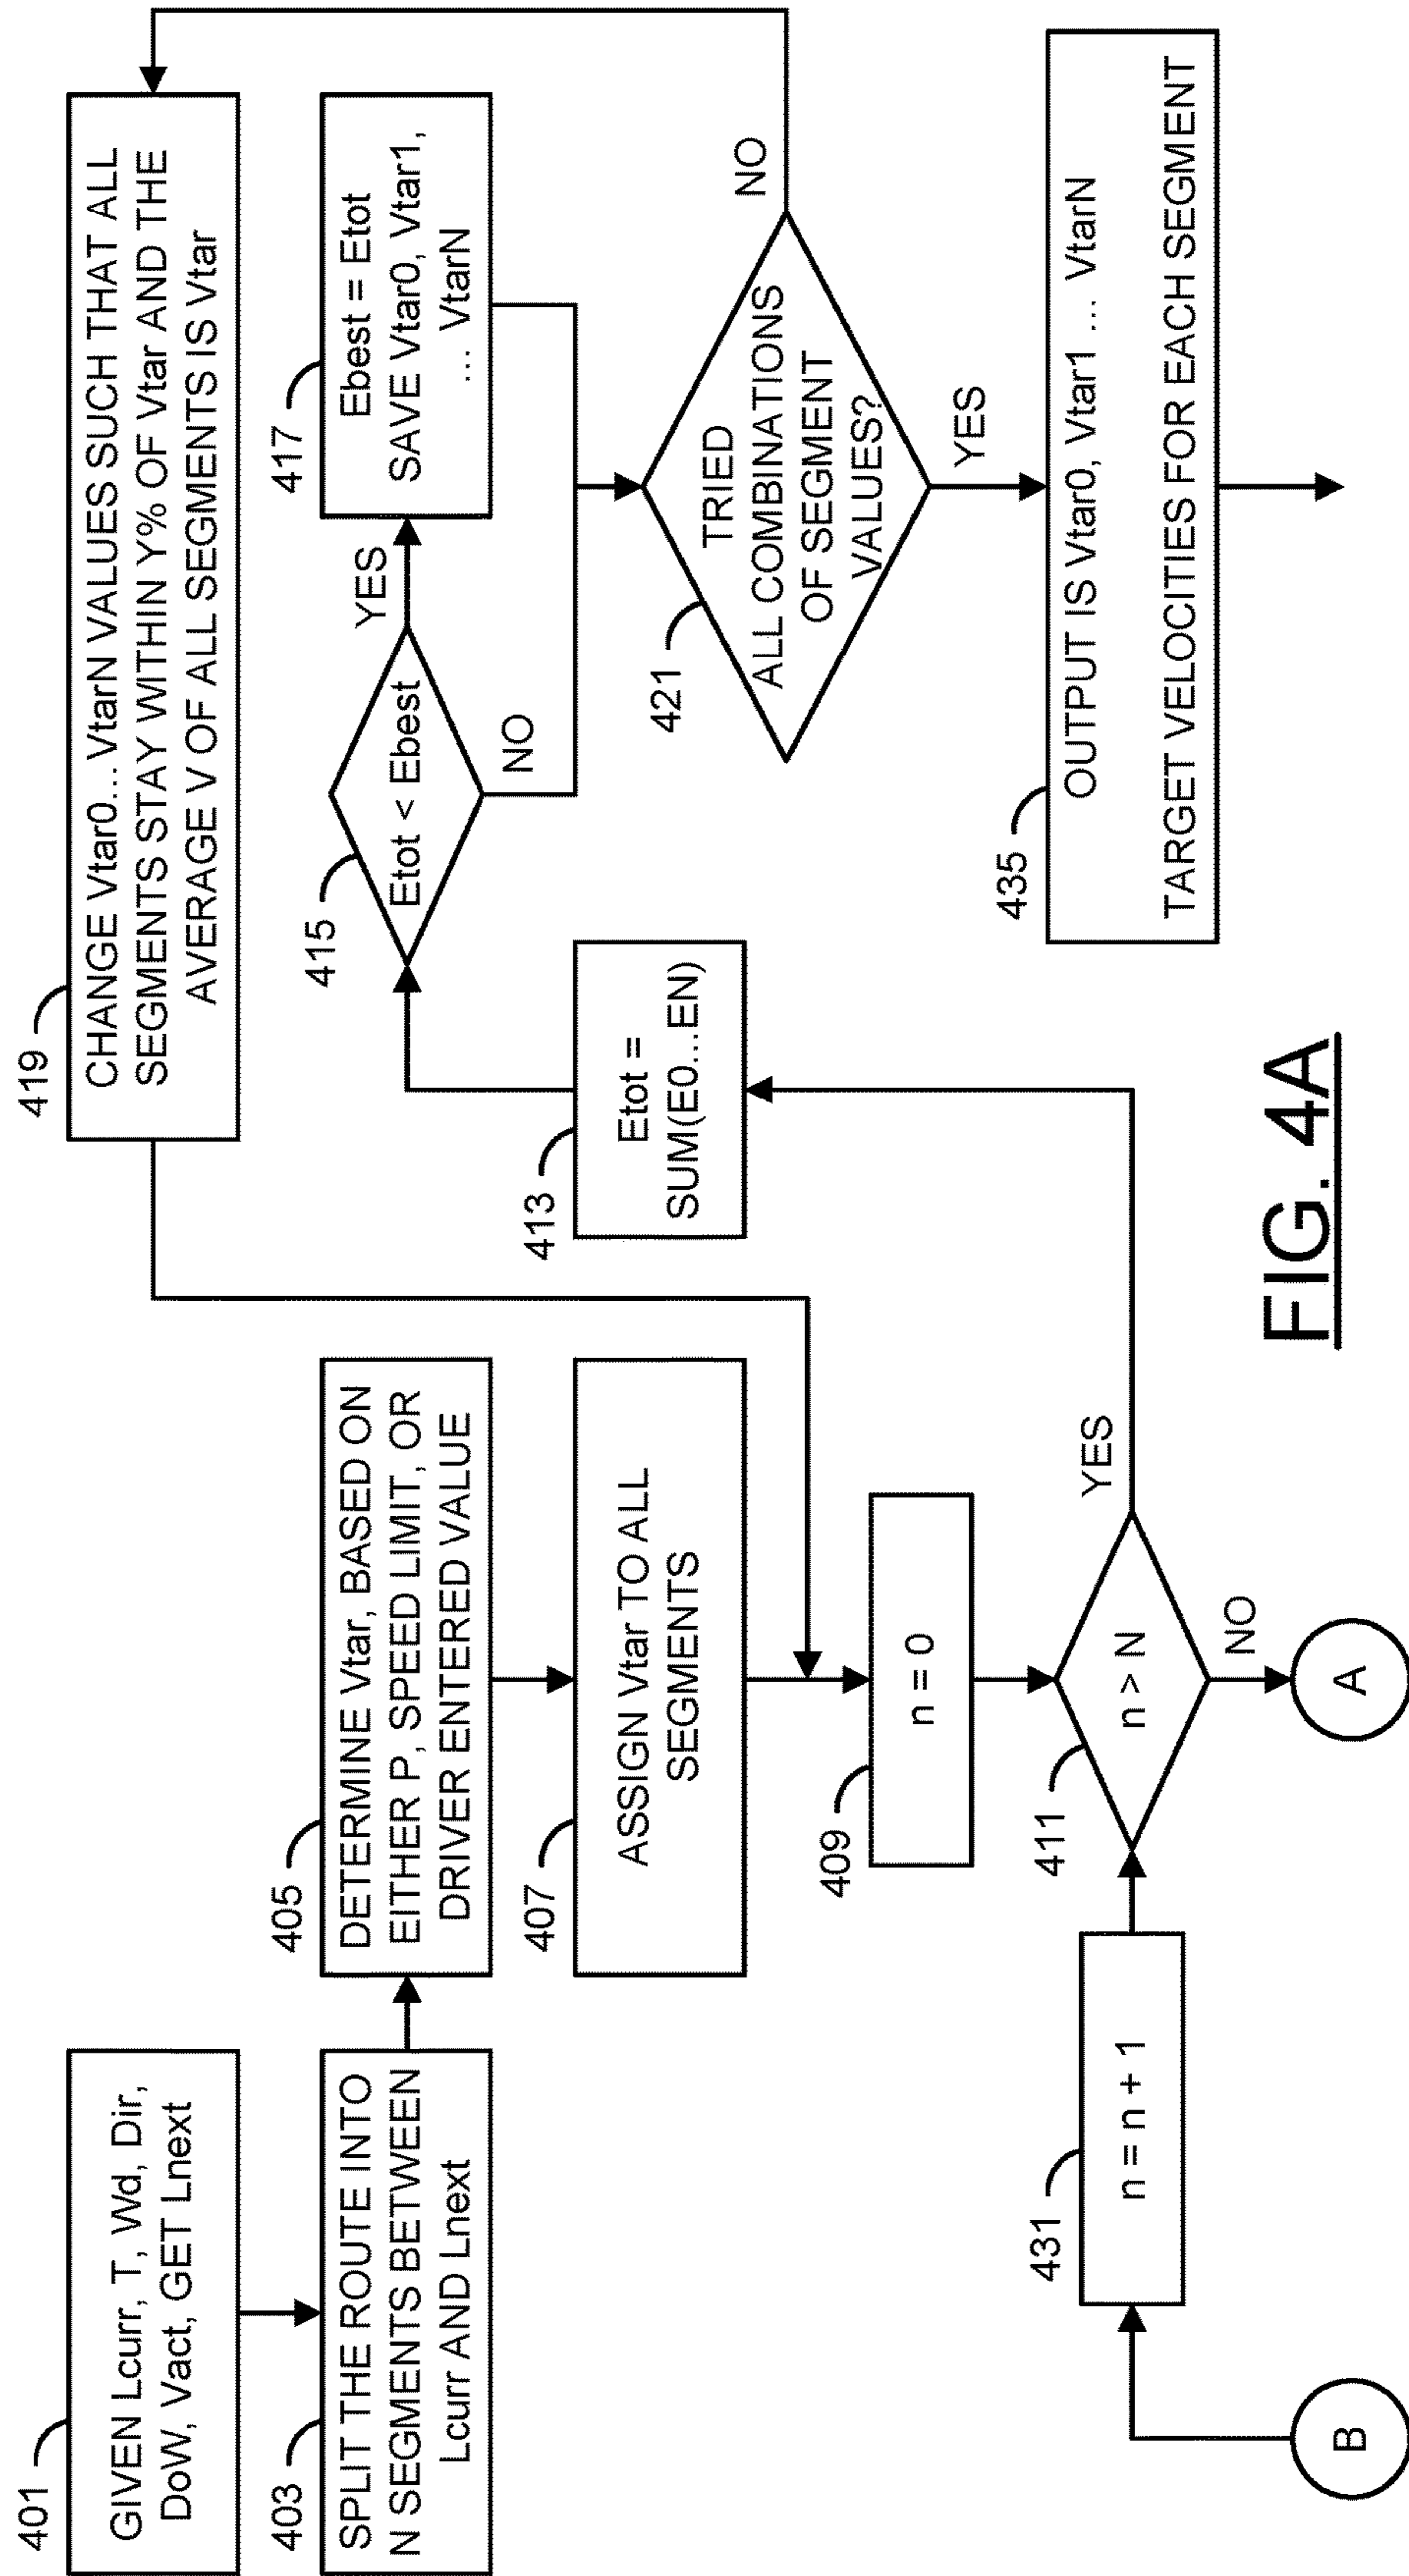 401
GIVEN Lcurr, T, Wd, Dir,
DoW, Vact, GET Lnext
403
SPLIT THE ROUTE INTO
N SEGMENTS BETWEEN
Lcurr AND Lnext
405
DETERMINE Vtar, BASED ON
EITHER P, SPEED LIMIT, OR
DRIVER ENTERED VALUE
407
ASSIGN Vtar TO ALL
SEGMENTS
409
n = 0
411
n > N
YES
NO
A
B
431
n = n + 1
413
Etot =
SUM(E0...EN)
415
Etot < Ebest
YES
NO
417
Ebest = Etot
SAVE Vtar0, Vtar1,
... VtarN
419
CHANGE Vtar0... VtarN VALUES SUCH THAT ALL
SEGMENTS STAY WITHIN Y% OF Vtar AND THE
AVERAGE V OF ALL SEGMENTS IS Vtar
421
TRIED
ALL COMBINATIONS
OF SEGMENT
VALUES?
NO
YES
435
OUTPUT IS Vtar0, Vtar1 ... VtarN
TARGET VELOCITIES FOR EACH SEGMENT
FIG. 4A